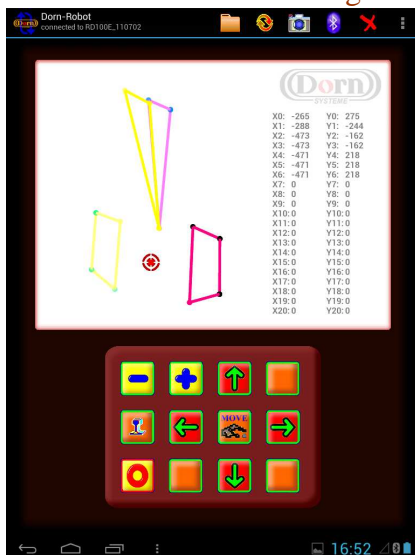 Dorn-Robot
connected to RD100E_110702
Dorn
SYSTEME
X0: -265 Y0: 275
X1: -288 Y1: -244
X2: -473 Y2: -162
X3: -473 Y3: -162
X4: -471 Y4: 218
X5: -471 Y5: 218
X6: -471 Y6: 218
X7: 0 Y7: 0
X8: 0 Y8: 0
X9: 0 Y9: 0
X10: 0 Y10: 0
X11: 0 Y11: 0
X12: 0 Y12: 0
X13: 0 Y13: 0
X14: 0 Y14: 0
X15: 0 Y15: 0
X16: 0 Y16: 0
X17: 0 Y17: 0
X18: 0 Y18: 0
X19: 0 Y19: 0
X20: 0 Y20: 0
MOVE
16:52